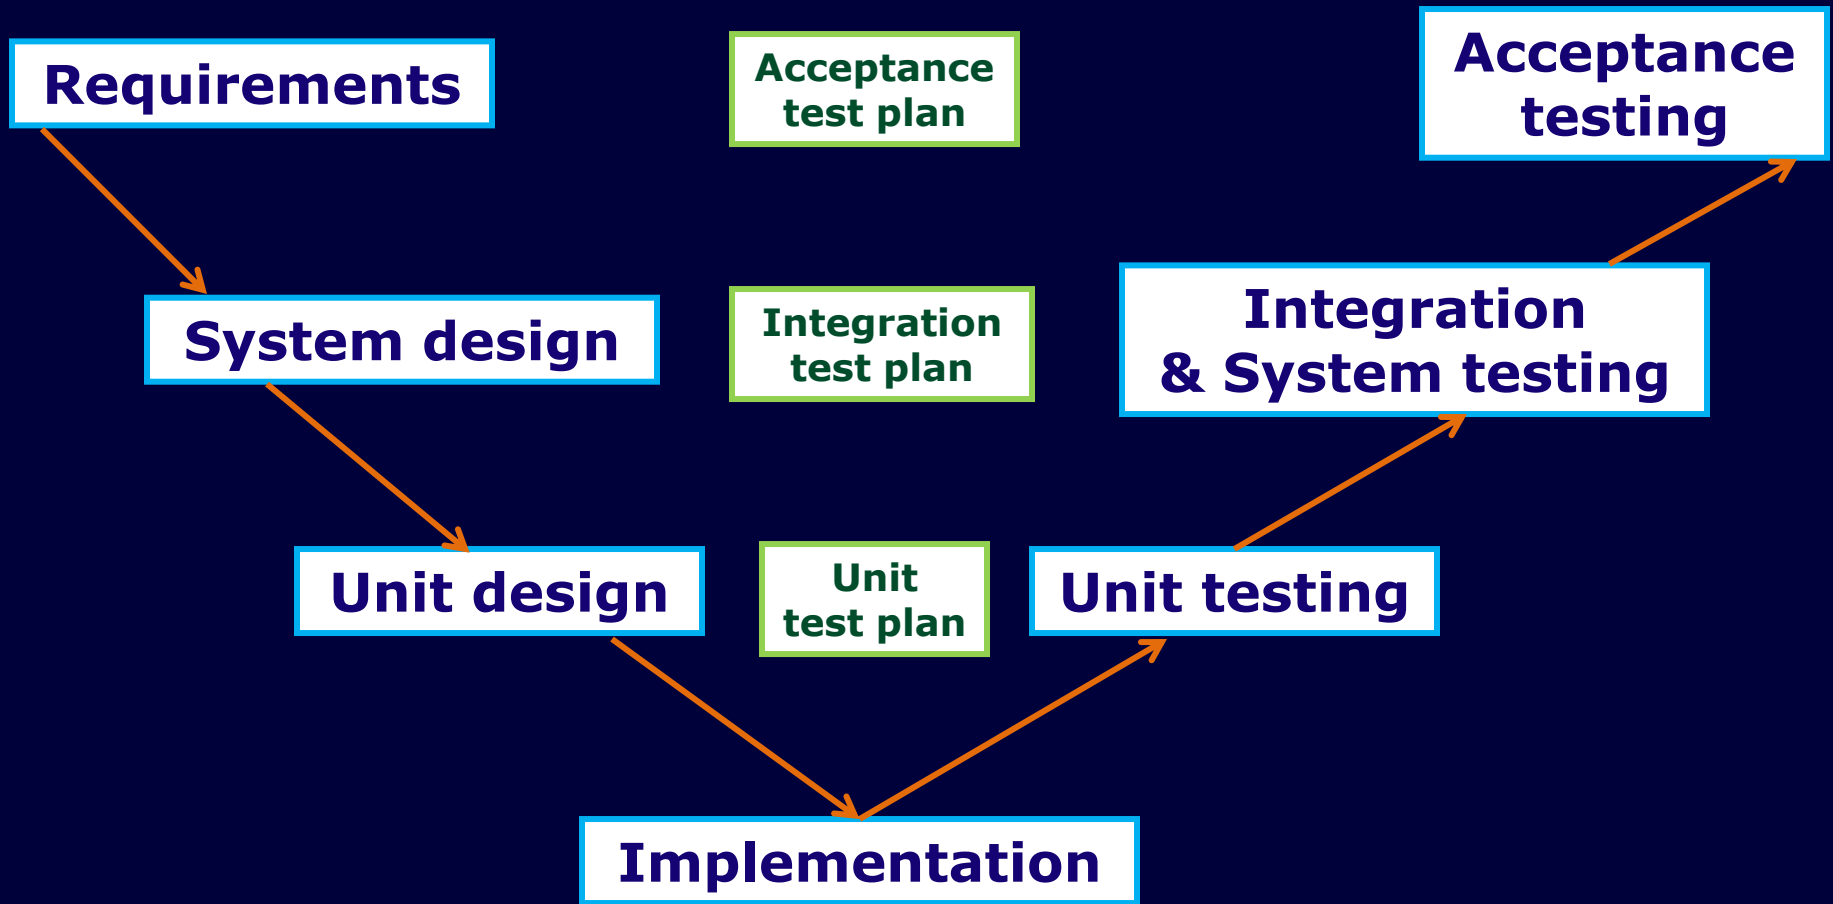 Requirements
Acceptance
test plan
Acceptance
testing
System design
Integration
test plan
Integration
& System testing
Unit design
Unit
test plan
Unit testing
Implementation